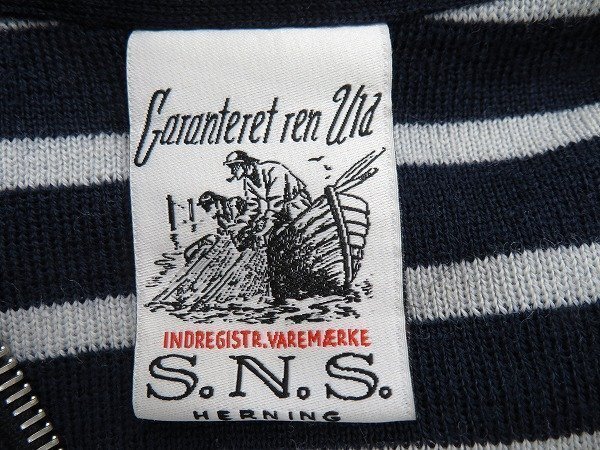 Garanteret ren Uld
INDREGISTR. VAREMÆRKE
S.N.S.
HERNING